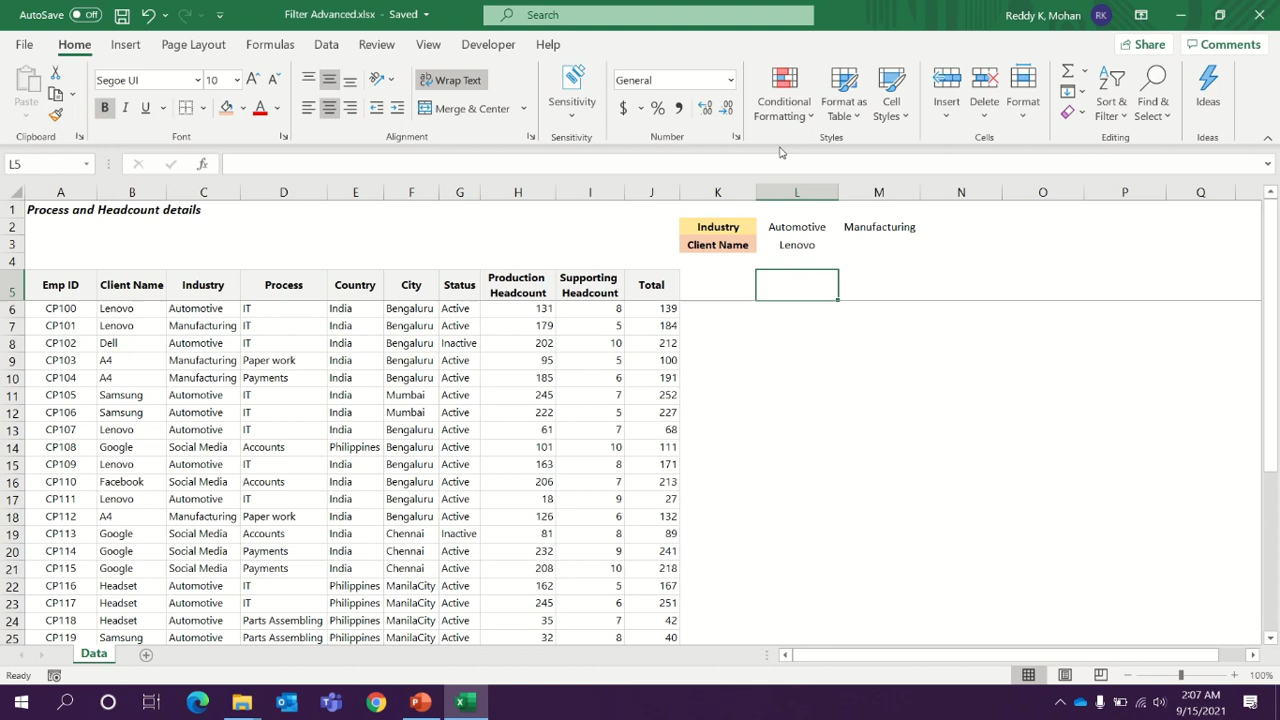 AutoSave Off Filter Advanced.xlsx - Saved Search Reddy K, Mohan RK
File Home Insert Page Layout Formulas Data Review View Developer Help Share Comments
Paste Segoe UI 10 Wrap Text Sensitivity General Conditional Formatting Format as Table Cell Styles Insert Delete Format Sort & Filter Find & Select Ideas
B I U A Merge & Center $ %
Clipboard Font Alignment Sensitivity Number Styles Cells Editing Ideas
L5 fx
A B C D E F G H I J K L M N O P Q
1 Process and Headcount details
2 Industry Automotive Manufacturing
3 Client Name Lenovo
4
5 Emp ID Client Name Industry Process Country City Status Production Headcount Supporting Headcount Total
6 CP100 Lenovo Automotive IT India Bengaluru Active 131 8 139
7 CP101 Lenovo Manufacturing IT India Bengaluru Active 179 5 184
8 CP102 Dell Automotive IT India Bengaluru Inactive 202 10 212
9 CP103 A4 Manufacturing Paper work India Bengaluru Active 95 5 100
10 CP104 A4 Manufacturing Payments India Bengaluru Active 185 6 191
11 CP105 Samsung Automotive IT India Mumbai Active 245 7 252
12 CP106 Samsung Automotive IT India Mumbai Active 222 5 227
13 CP107 Lenovo Automotive IT India Bengaluru Active 61 7 68
14 CP108 Google Social Media Accounts Philippines Bengaluru Active 101 10 111
15 CP109 Lenovo Automotive IT India Bengaluru Active 163 8 171
16 CP110 Facebook Social Media Accounts India Bengaluru Active 206 7 213
17 CP111 Lenovo Automotive IT India Bengaluru Active 18 9 27
18 CP112 A4 Manufacturing Paper work India Bengaluru Active 126 6 132
19 CP113 Google Social Media Accounts India Chennai Inactive 81 8 89
20 CP114 Google Social Media Payments India Chennai Active 232 9 241
21 CP115 Google Social Media Payments India Chennai Active 208 10 218
22 CP116 Headset Automotive IT Philippines ManilaCity Active 162 5 167
23 CP117 Headset Automotive IT Philippines ManilaCity Active 245 6 251
24 CP118 Headset Automotive Parts Assembling Philippines ManilaCity Active 35 7 42
25 CP119 Samsung Automotive Parts Assembling Philippines ManilaCity Active 32 8 40
Data
Ready 100%
2:07 AM
9/15/2021